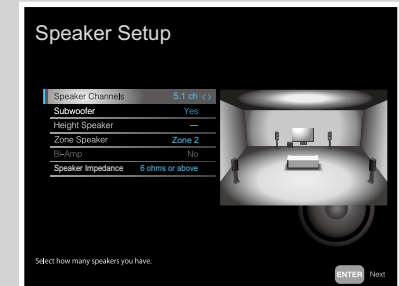 Speaker Setup
Speaker Channels 5.1 ch < >
Subwoofer Yes
Height Speaker —
Zone Speaker Zone 2
Bi-Amp No
Speaker Impedance 6 ohms or above
Select how many speakers you have.
ENTER Next